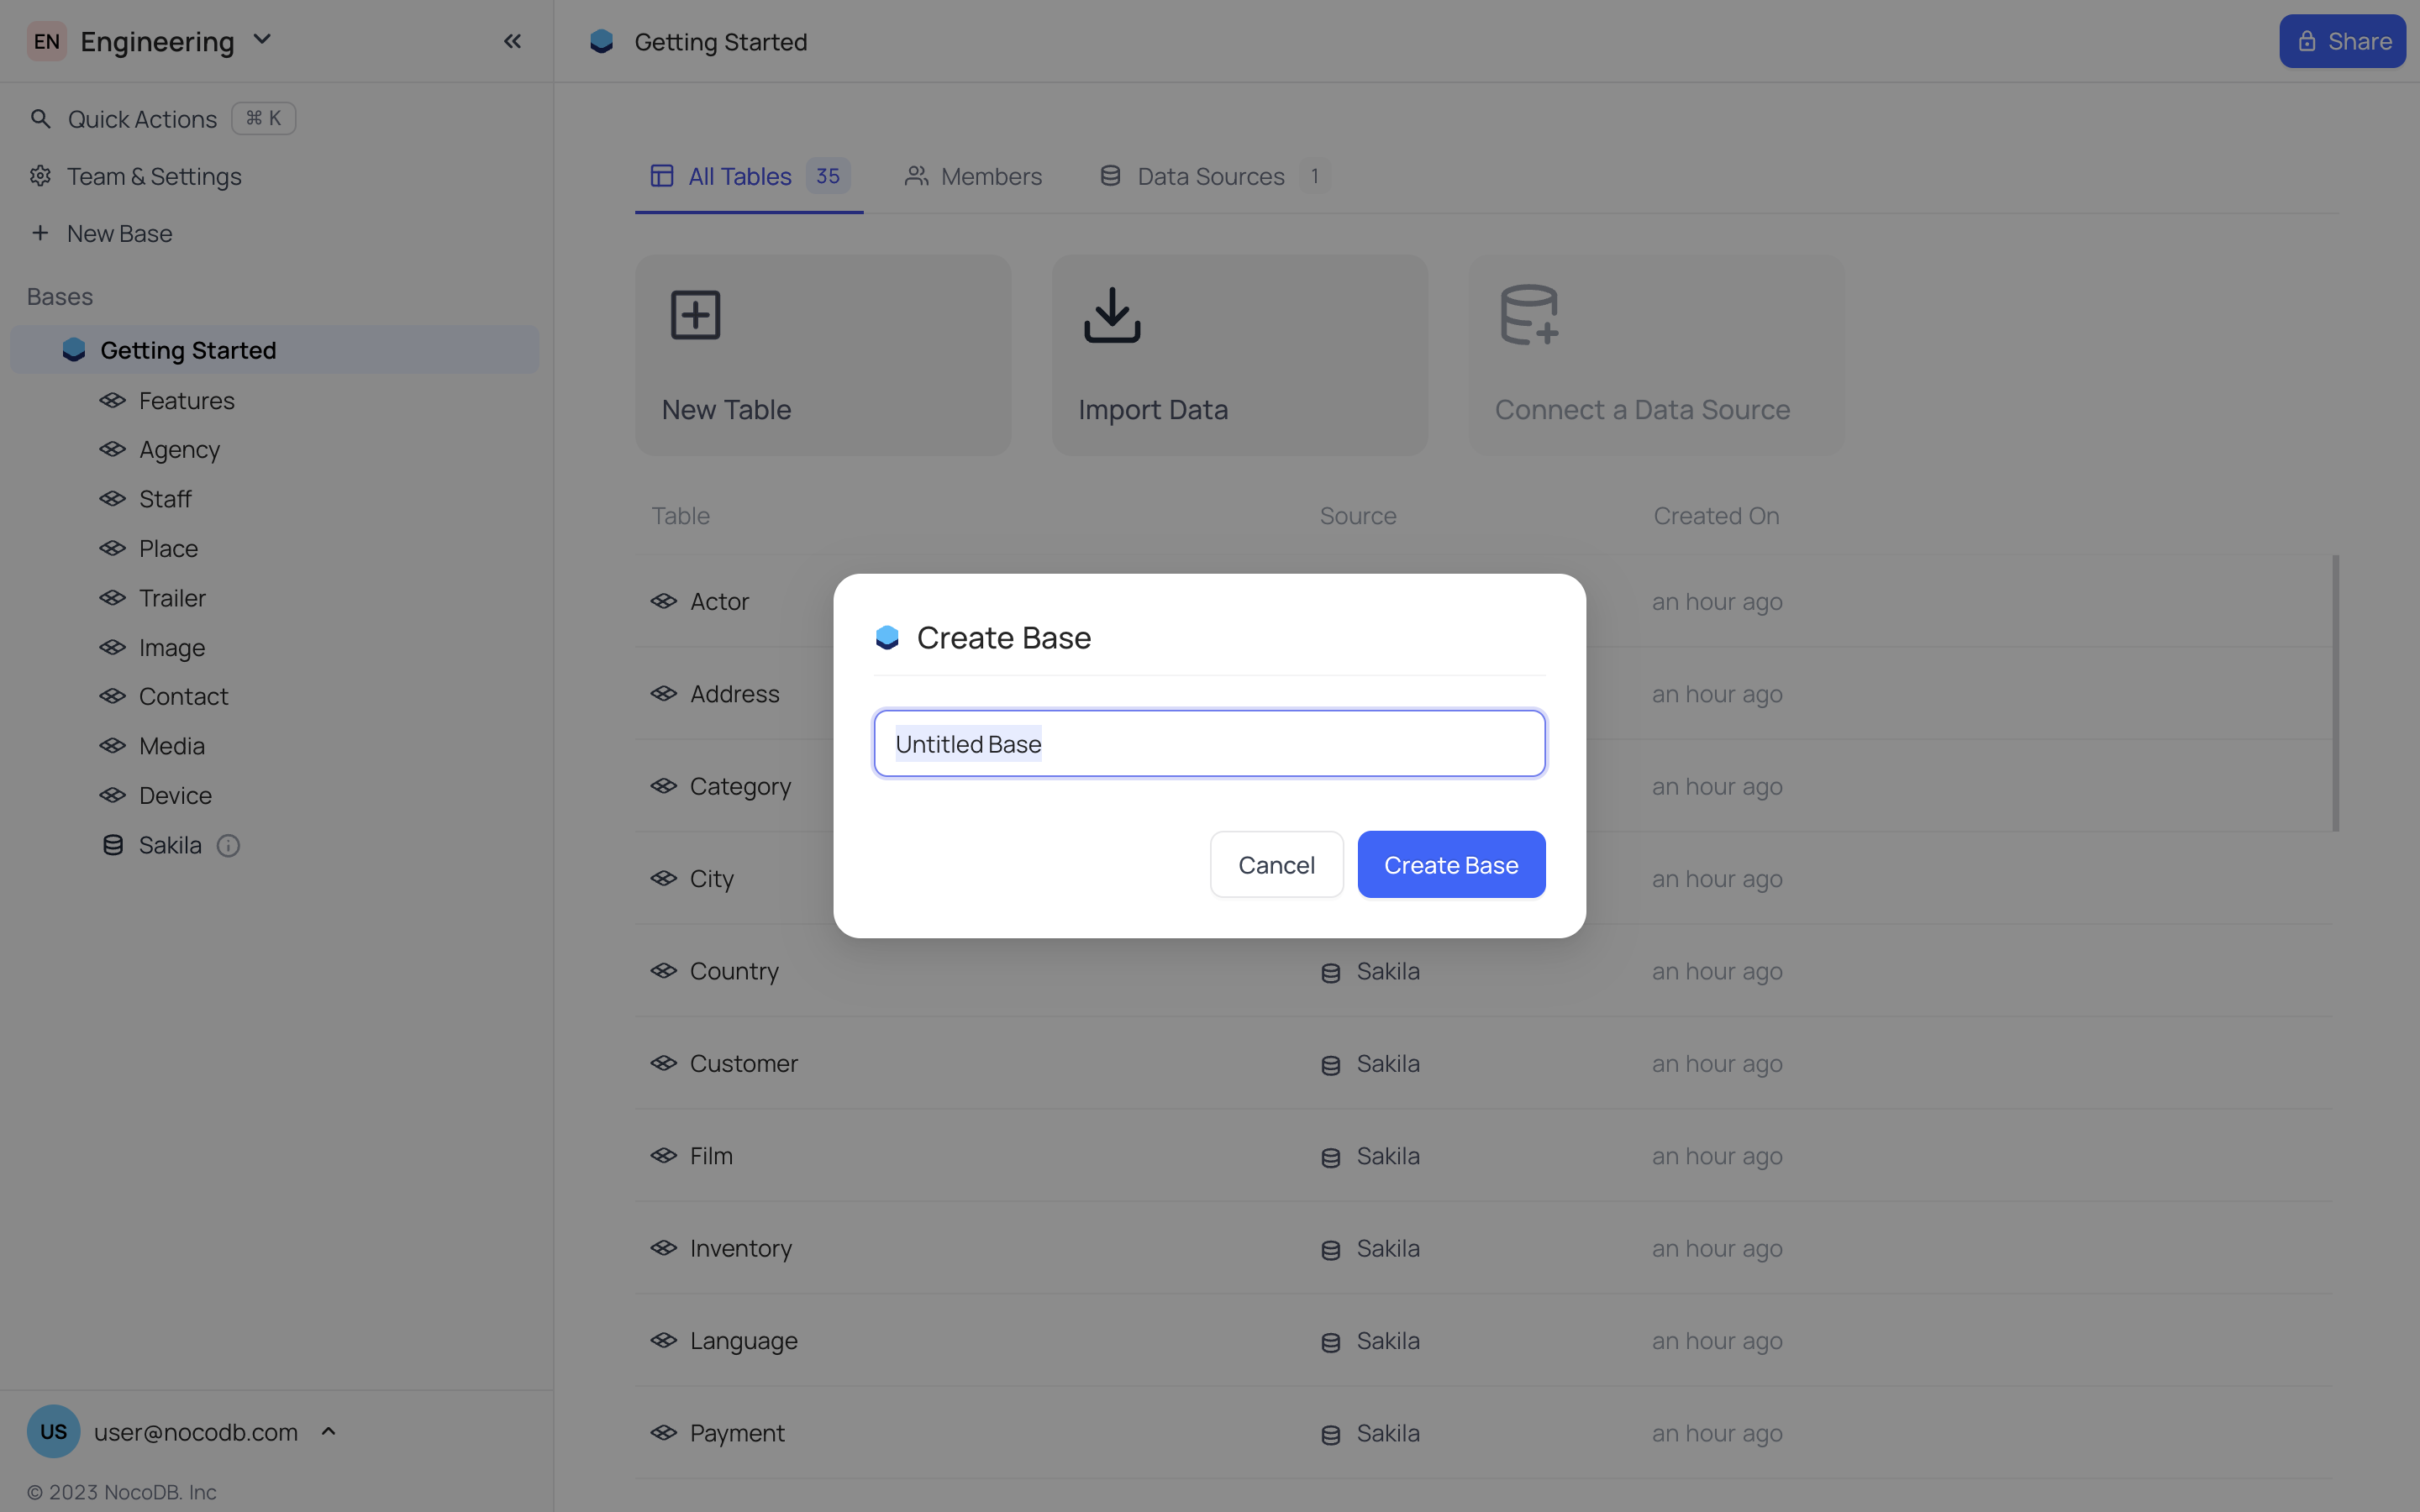 EN Engineering
Quick Actions ⌘ K
Team & Settings
New Base
Bases
Getting Started
Features
Agency
Staff
Place
Trailer
Image
Contact
Media
Device
Sakila
US user@nocodb.com
© 2023 NocoDB. Inc
Getting Started Share
All Tables 35 Members Data Sources 1
New Table Import Data Connect a Data Source
Table Source Created On
Actor an hour ago
Address an hour ago
Category an hour ago
City an hour ago
Country Sakila an hour ago
Customer Sakila an hour ago
Film Sakila an hour ago
Inventory Sakila an hour ago
Language Sakila an hour ago
Payment Sakila an hour ago
Create Base
Untitled Base
Cancel Create Base